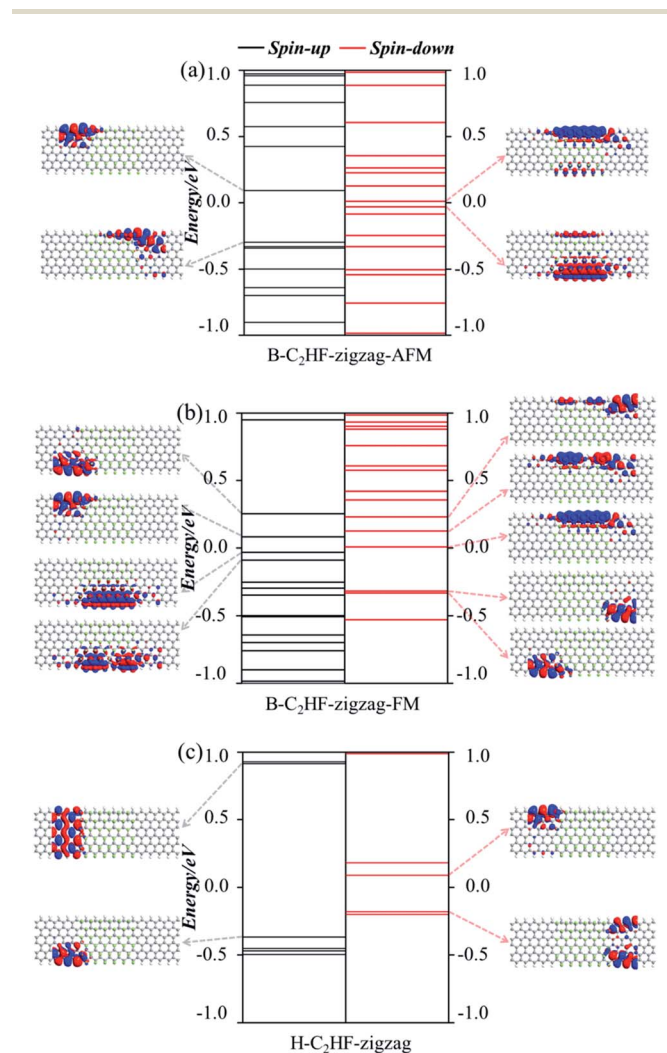 Spin-up Spin-down
(a)
1.0 1.0
0.5 0.5
0.0 0.0
-0.5 -0.5
-1.0 -1.0
Energy/eV
B-C₂HF-zigzag-AFM
(b)
1.0 1.0
0.5 0.5
0.0 0.0
-0.5 -0.5
-1.0 -1.0
Energy/eV
B-C₂HF-zigzag-FM
(c)
1.0 1.0
0.5 0.5
0.0 0.0
-0.5 -0.5
-1.0 -1.0
Energy/eV
H-C₂HF-zigzag